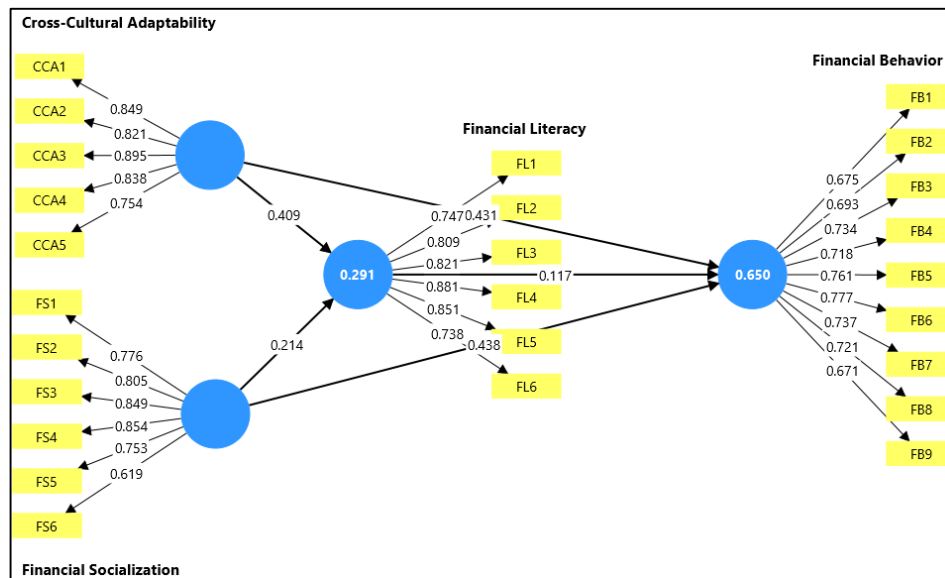 Cross-Cultural Adaptability
CCA1
CCA2
CCA3
CCA4
CCA5
0.849
0.821
0.895
0.838
0.754
FS1
FS2
FS3
FS4
FS5
FS6
0.776
0.805
0.849
0.854
0.753
0.619
Financial Socialization
0.409
0.214
0.291
Financial Literacy
FL1
FL2
FL3
FL4
FL5
FL6
0.747
0.809
0.821
0.881
0.851
0.738
0.431
0.117
0.438
0.650
Financial Behavior
FB1
FB2
FB3
FB4
FB5
FB6
FB7
FB8
FB9
0.675
0.693
0.734
0.718
0.761
0.777
0.737
0.721
0.671